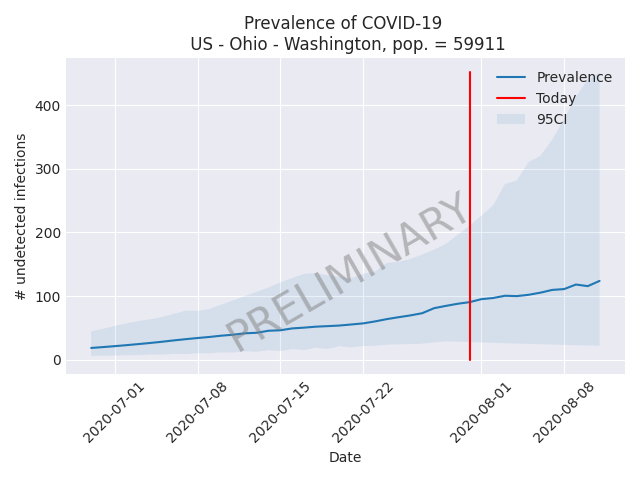 Prevalence of COVID-19
US - Ohio - Washington, pop. = 59911
Prevalence
Today
95CI
400
300
200
100
0
# undetected infections
PRELIMINARY
2020-07-01
2020-07-08
2020-07-15
2020-07-22
2020-08-01
2020-08-08
Date